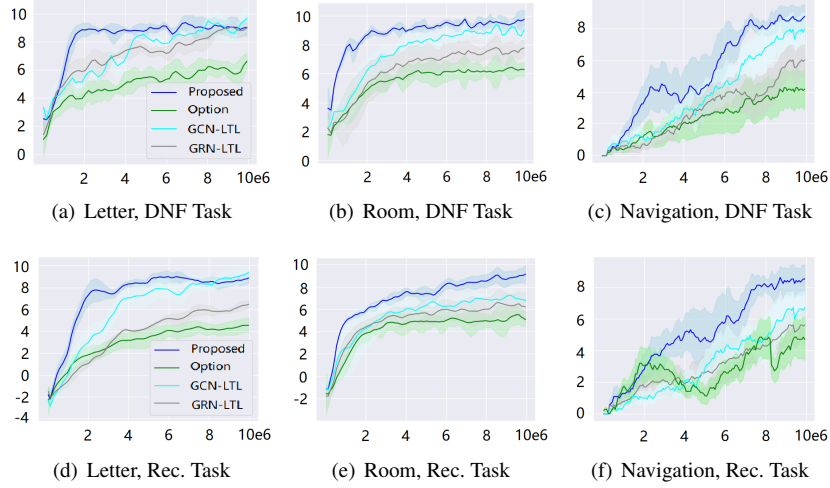 10
8
6
4
2
0
Proposed
Option
GCN-LTL
GRN-LTL
2 4 6 8 10e6
(a) Letter, DNF Task
10
8
6
4
2
0
2 4 6 8 10e6
(b) Room, DNF Task
8
6
4
2
0
2 4 6 8 10e6
(c) Navigation, DNF Task
10
8
6
4
2
0
-2
-4
Proposed
Option
GCN-LTL
GRN-LTL
2 4 6 8 10e6
(d) Letter, Rec. Task
10
8
6
4
2
0
-2
2 4 6 8 10e6
(e) Room, Rec. Task
8
6
4
2
0
2 4 6 8 10e6
(f) Navigation, Rec. Task